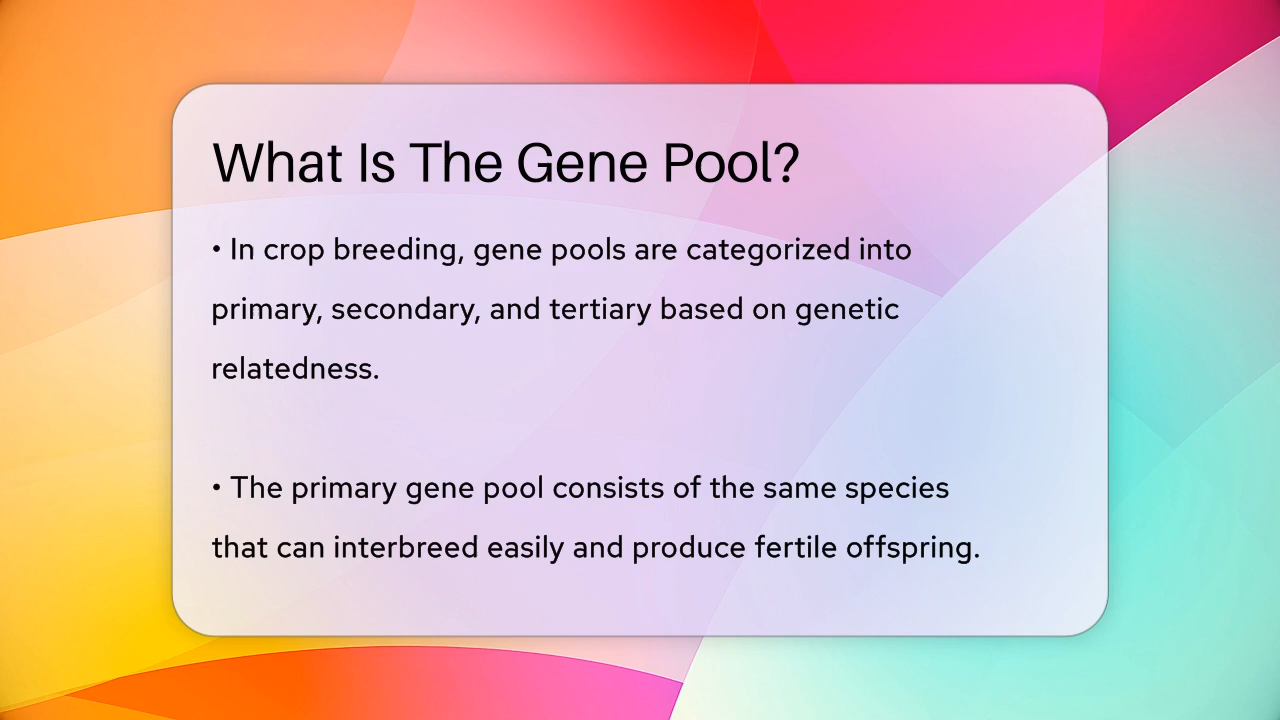 What Is The Gene Pool?
• In crop breeding, gene pools are categorized into
primary, secondary, and tertiary based on genetic
relatedness.
• The primary gene pool consists of the same species
that can interbreed easily and produce fertile offspring.